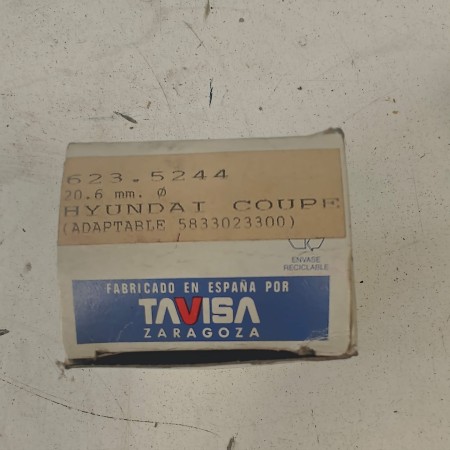 623.5244
20.6 mm. Ø
HYUNDAI COUPE
(ADAPTABLE 5833023300)
ENVASE
RECICLABLE
FABRICADO EN ESPAÑA POR
TAVISA
ZARAGOZA